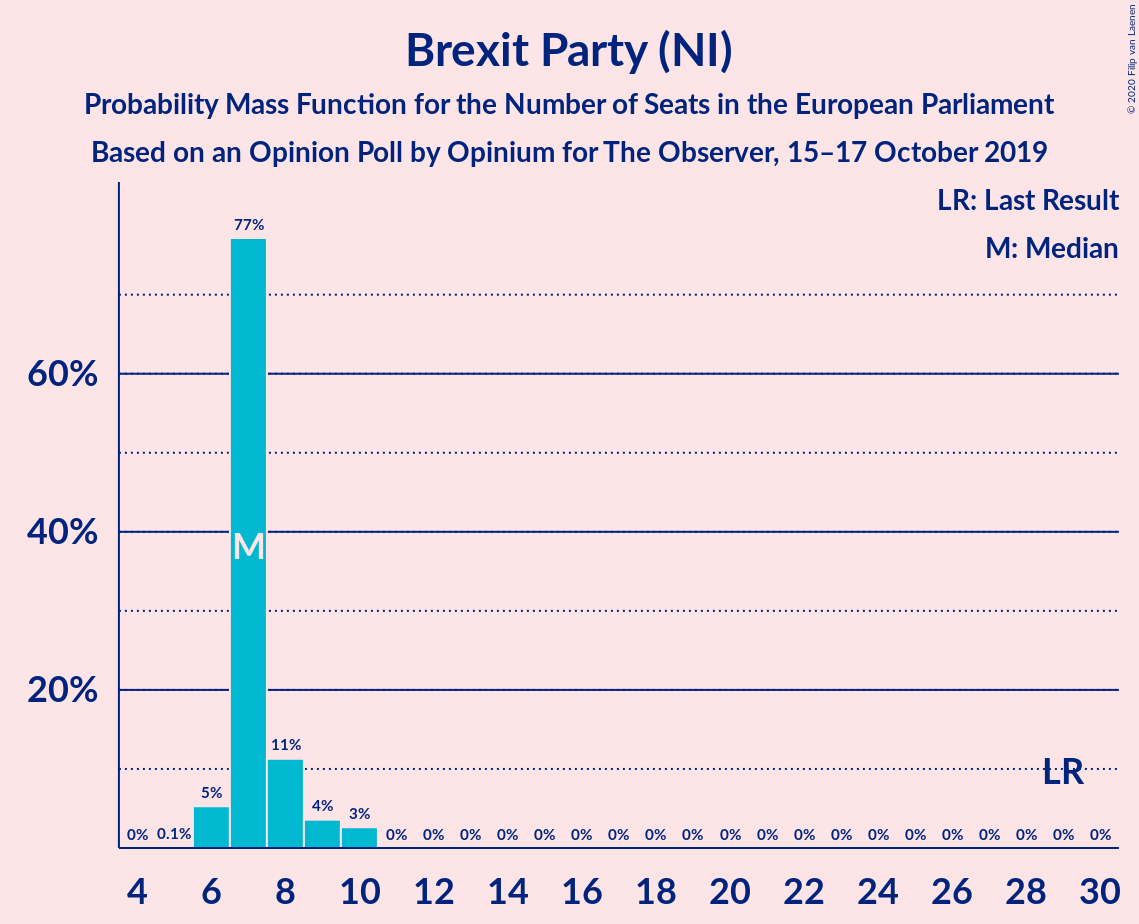 Brexit Party (NI)
Probability Mass Function for the Number of Seats in the European Parliament
Based on an Opinion Poll by Opinium for The Observer, 15–17 October 2019
© 2020 Filip van Laenen
LR: Last Result
M: Median
77%
60%
40%
M
20%
11%
LR
5%
4%
3%
0% 0.1% 0% 0% 0% 0% 0% 0% 0% 0% 0% 0% 0% 0% 0% 0% 0% 0% 0% 0% 0% 0%
4 6 8 10 12 14 16 18 20 22 24 26 28 30